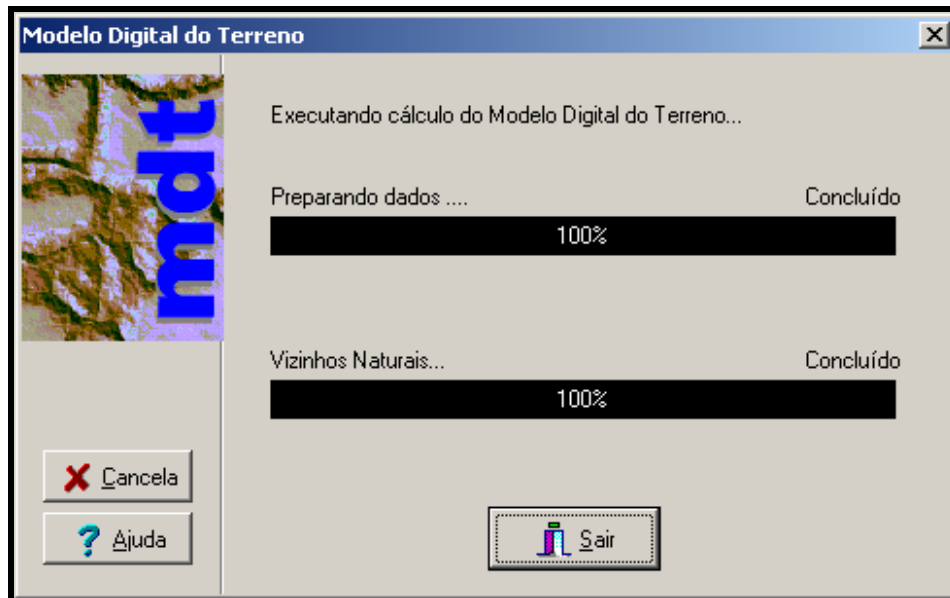 Modelo Digital do Terreno
mdt
Executando cálculo do Modelo Digital do Terreno...
Preparando dados .... Concluído
100%
Vizinhos Naturais... Concluído
100%
Cancela
Ajuda
Sair